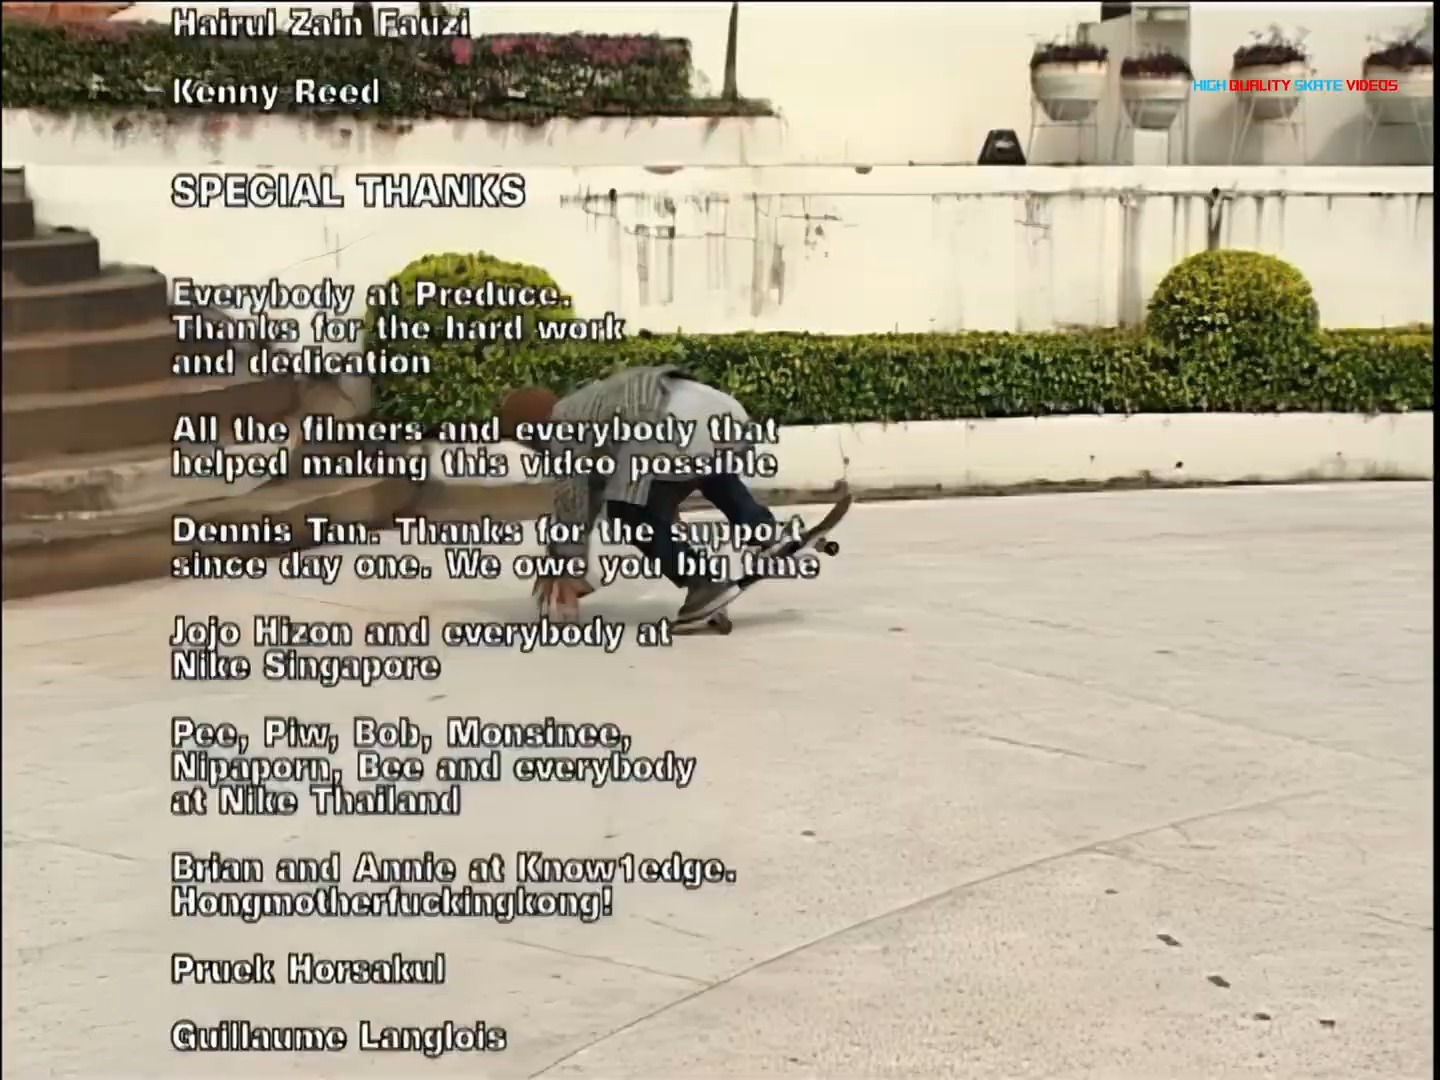 Hairul Zain Fauzi
Kenny Reed
HIGH QUALITY SKATE VIDEOS
SPECIAL THANKS
Everybody at Preduce.
Thanks for the hard work
and dedication
All the filmers and everybody that
helped making this video possible
Dennis Tan. Thanks for the support
since day one. We owe you big time
Jojo Hizon and everybody at
Nike Singapore
Pee, Piw, Bob, Monsinee,
Nipaporn, Bee and everybody
at Nike Thailand
Brian and Annie at Know1edge.
Hongmotherfuckingkong!
Pruek Horsakul
Guillaume Langlois